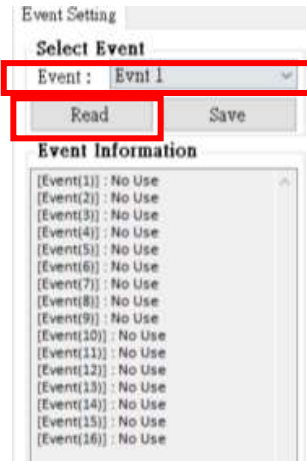 Event Setting
Select Event
Event : Evnt 1
Read Save
Event Information
[Event(1)] : No Use
[Event(2)] : No Use
[Event(3)] : No Use
[Event(4)] : No Use
[Event(5)] : No Use
[Event(6)] : No Use
[Event(7)] : No Use
[Event(8)] : No Use
[Event(9)] : No Use
[Event(10)] : No Use
[Event(11)] : No Use
[Event(12)] : No Use
[Event(13)] : No Use
[Event(14)] : No Use
[Event(15)] : No Use
[Event(16)] : No Use